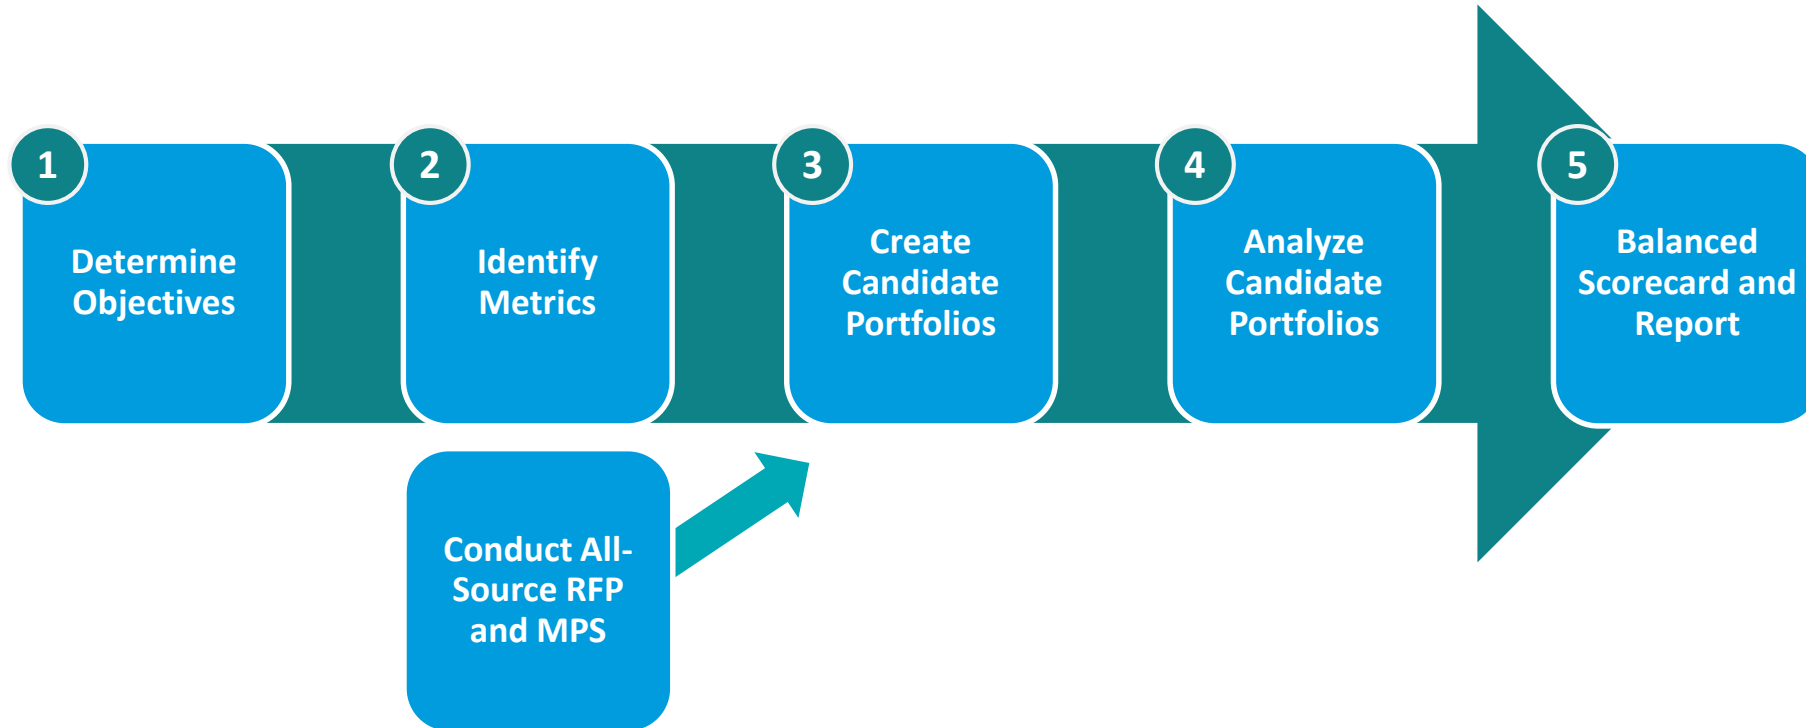 1
Determine
Objectives
2
Identify
Metrics
3
Create
Candidate
Portfolios
4
Analyze
Candidate
Portfolios
5
Balanced
Scorecard and
Report
Conduct All-
Source RFP
and MPS